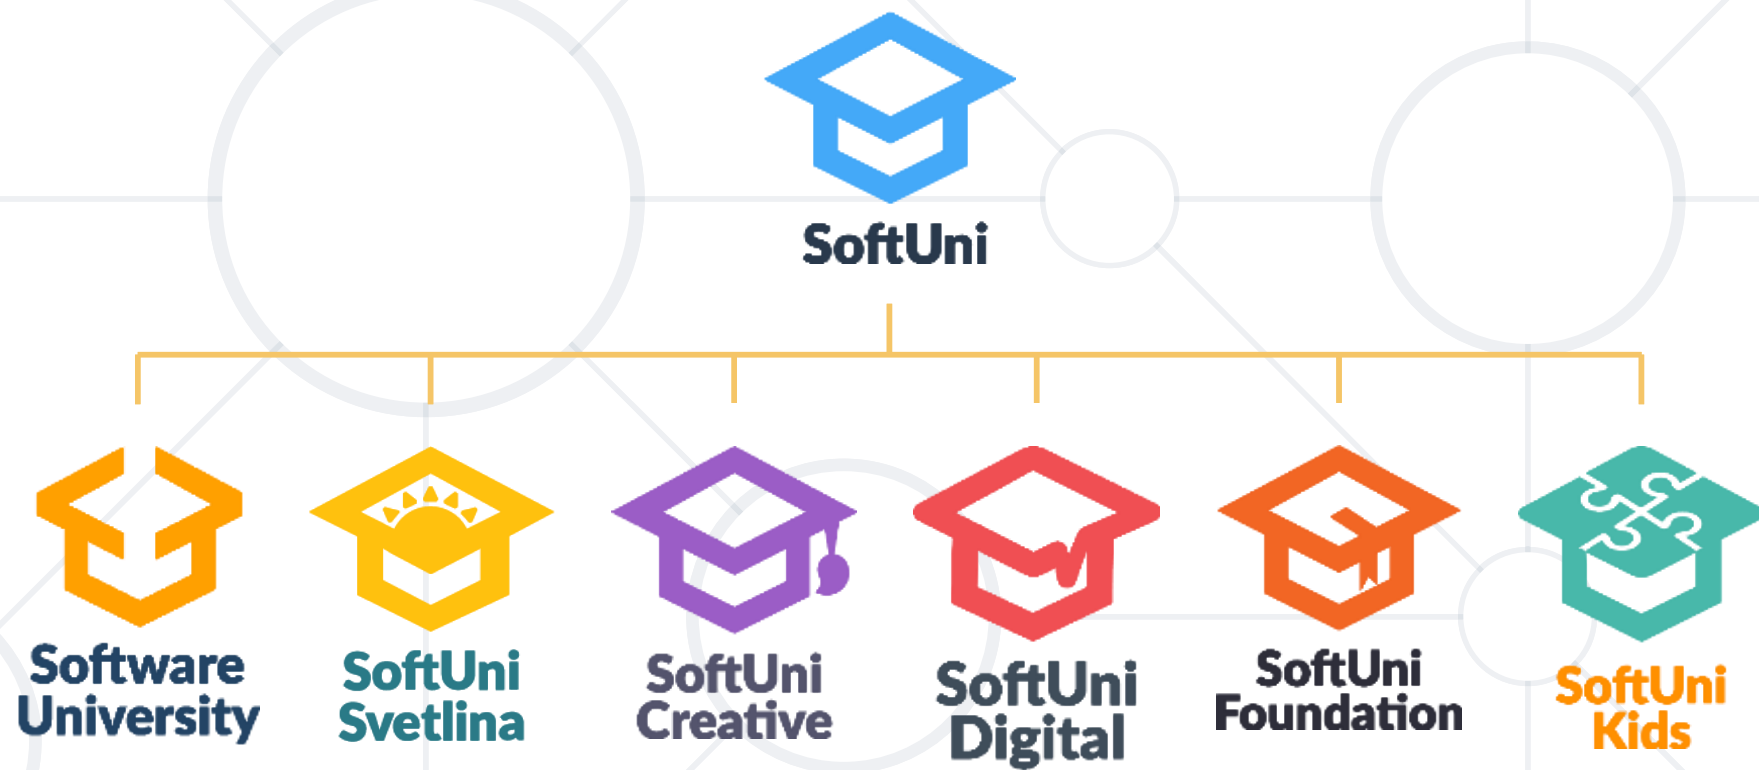 SoftUni
Software
University
SoftUni
Svetlina
SoftUni
Creative
SoftUni
Digital
SoftUni
Foundation
SoftUni
Kids